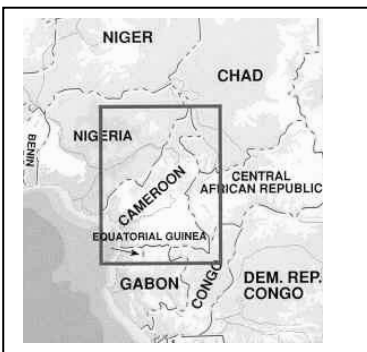 NIGER
CHAD
NIGERIA
BENIN
CAMEROON
CENTRAL
AFRICAN REPUBLIC
EQUATORIAL GUINEA
GABON
CONGO
DEM. REP.
CONGO